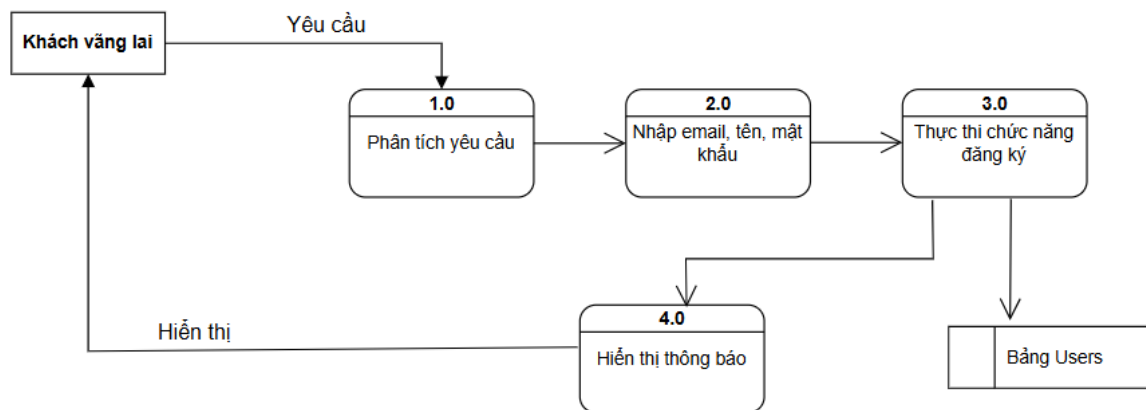 Yêu cầu
Khách vãng lai
1.0
Phân tích yêu cầu
2.0
Nhập email, tên, mật
khẩu
3.0
Thực thi chức năng
đăng ký
4.0
Hiển thị thông báo
Hiển thị
Bảng Users